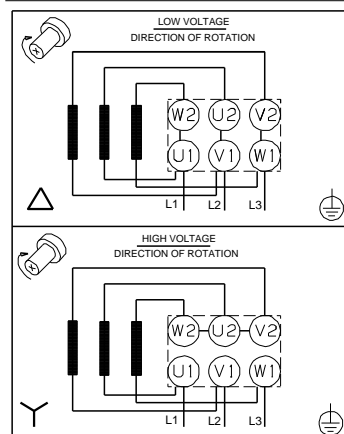 LOW VOLTAGE
DIRECTION OF ROTATION
W2 U2 V2
U1 V1 W1
L1 L2 L3
HIGH VOLTAGE
DIRECTION OF ROTATION
W2 U2 V2
U1 V1 W1
L1 L2 L3